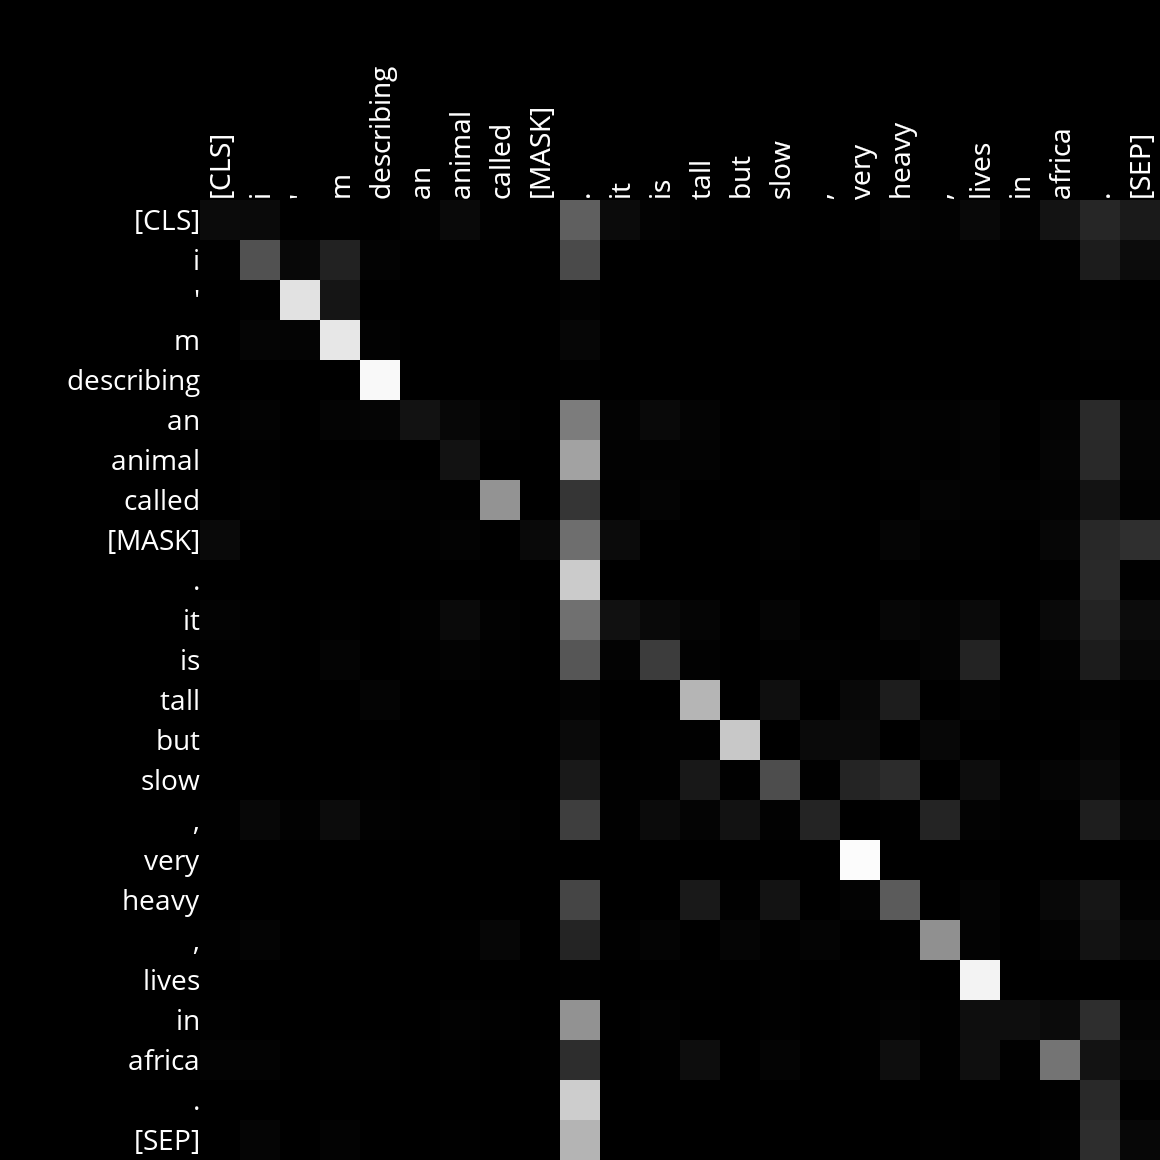 [CLS] i ' m describing an animal called [MASK] . it is tall but slow , very heavy , lives in africa . [SEP]
[CLS]
i
'
m
describing
an
animal
called
[MASK]
.
it
is
tall
but
slow
,
very
heavy
,
lives
in
africa
.
[SEP]